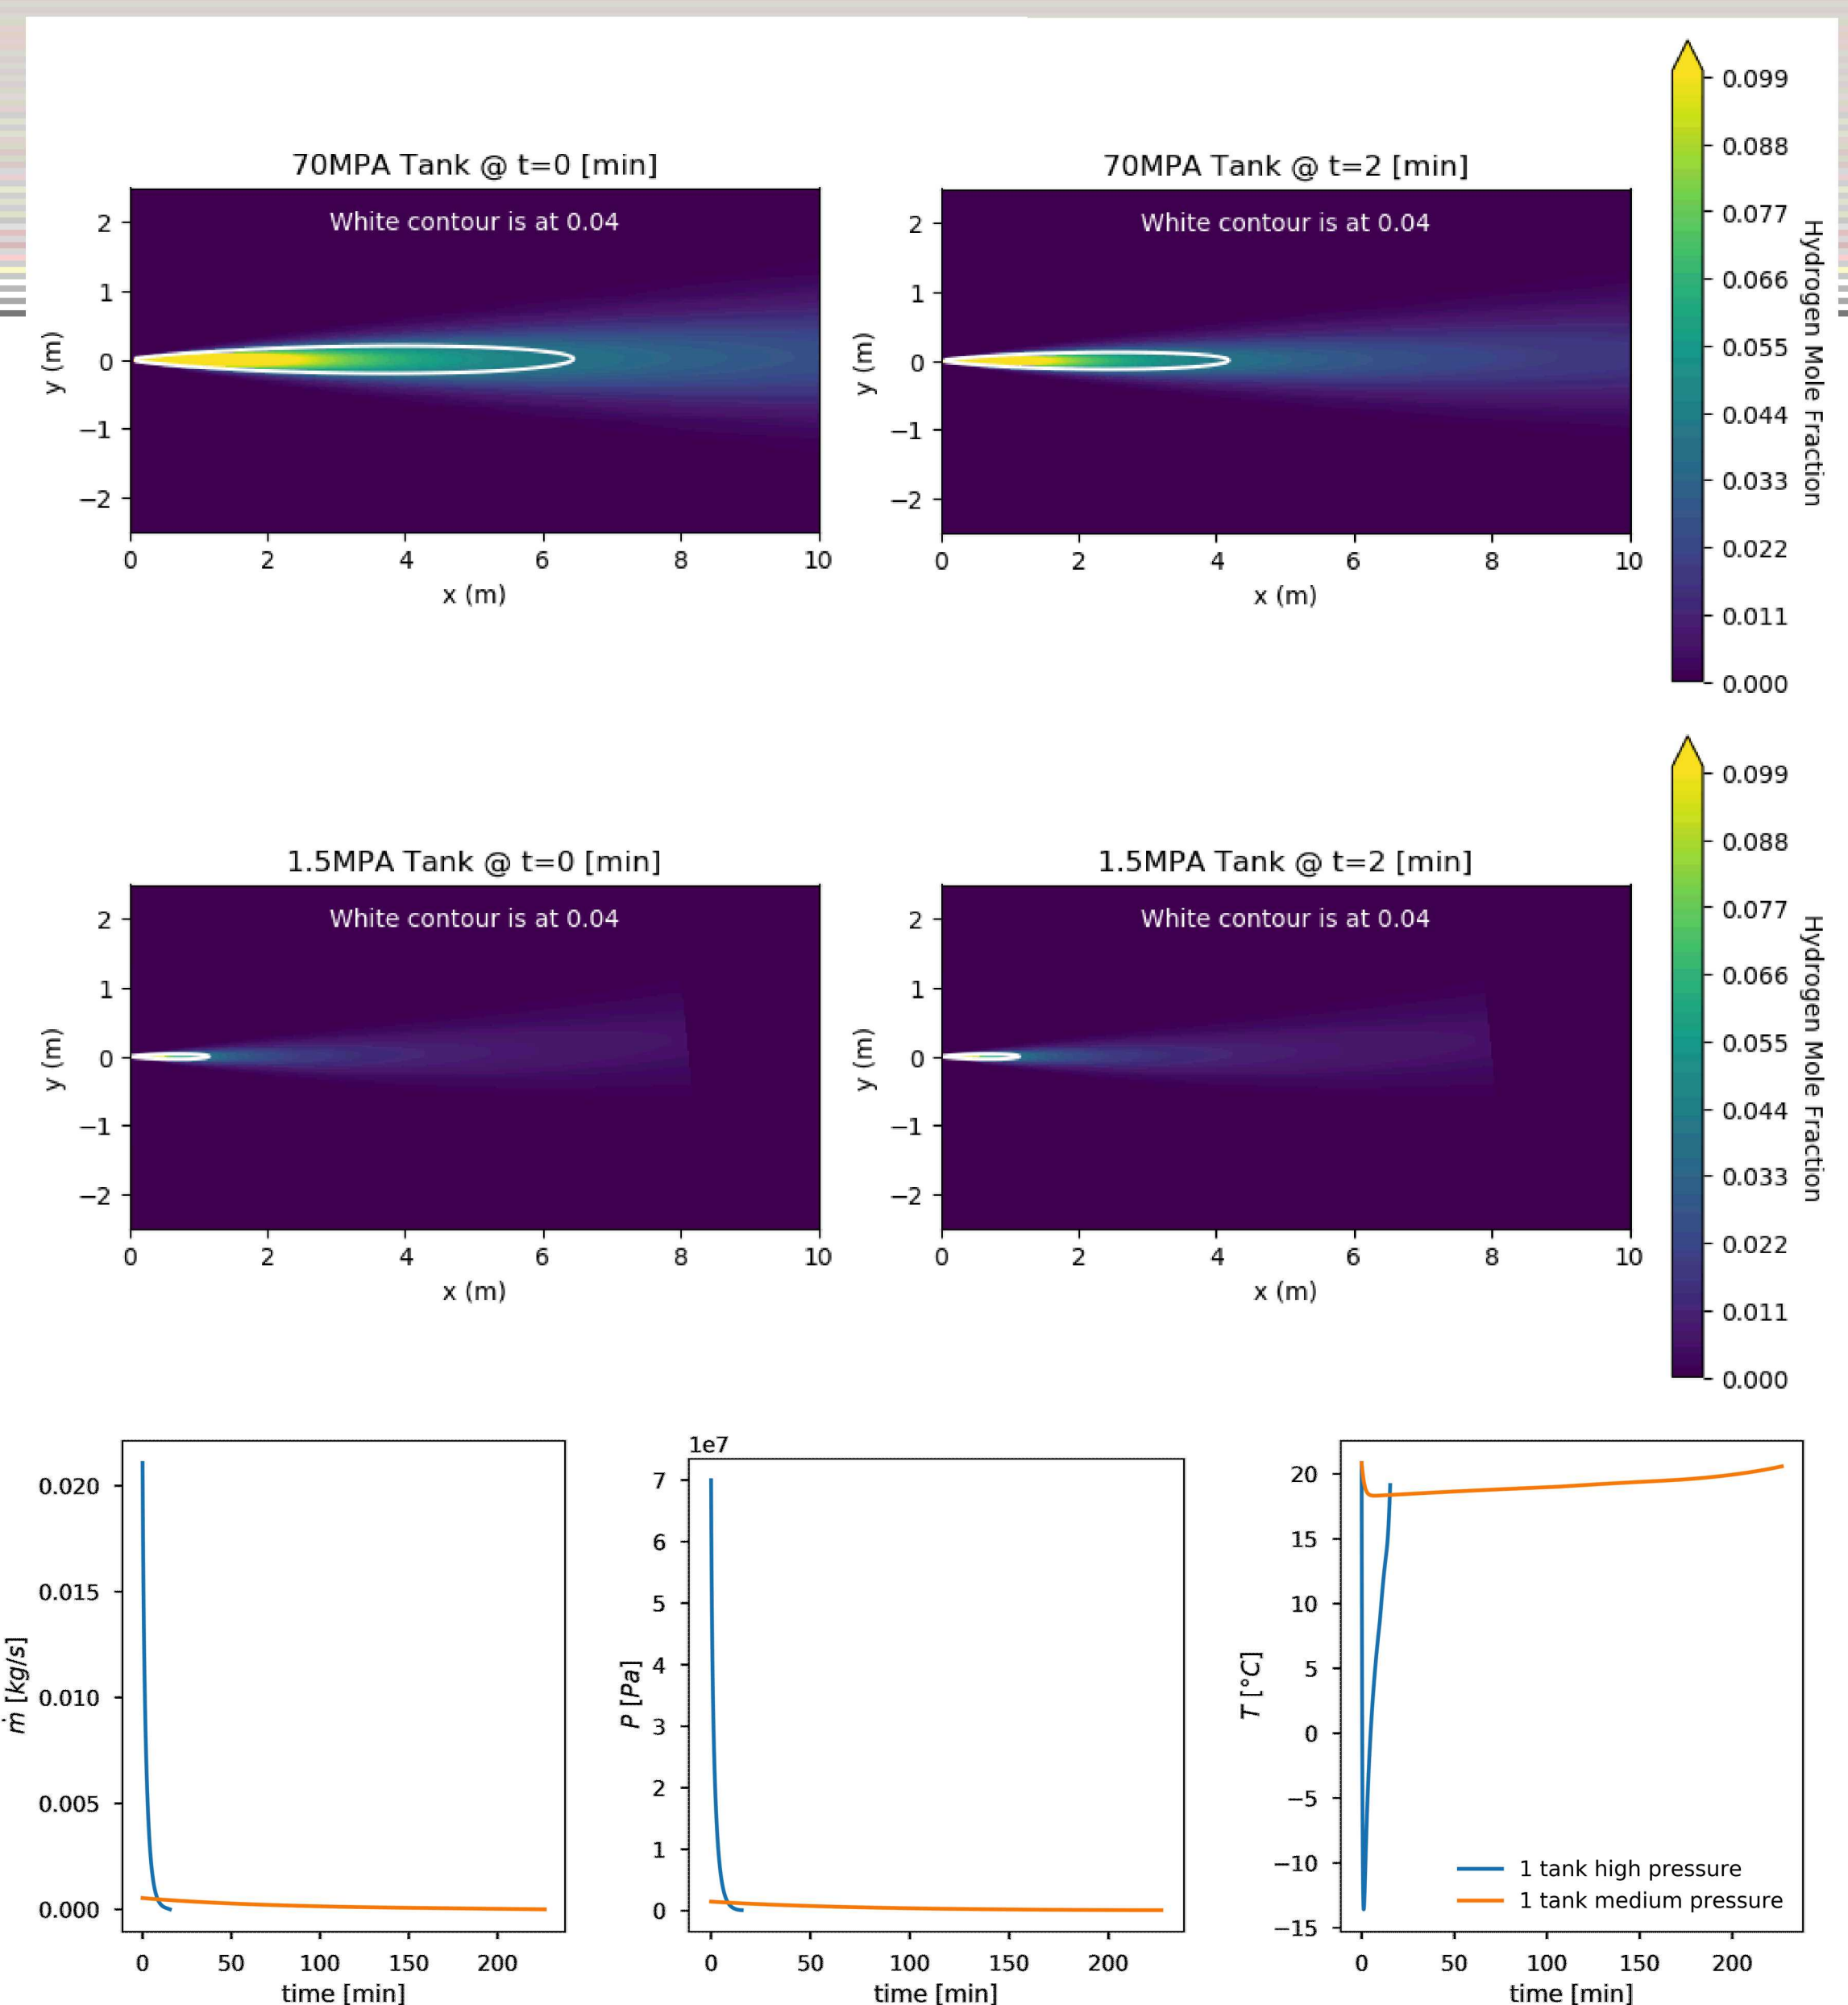 70MPA Tank @ t=0 [min]
White contour is at 0.04
2
1
0
−1
−2
y (m)
0 2 4 6 8 10
x (m)
70MPA Tank @ t=2 [min]
White contour is at 0.04
2
1
0
−1
−2
y (m)
0 2 4 6 8 10
x (m)
0.099
0.088
0.077
0.066
0.055
0.044
0.033
0.022
0.011
0.000
Hydrogen Mole Fraction
1.5MPA Tank @ t=0 [min]
White contour is at 0.04
2
1
0
−1
−2
y (m)
0 2 4 6 8 10
x (m)
1.5MPA Tank @ t=2 [min]
White contour is at 0.04
2
1
0
−1
−2
y (m)
0 2 4 6 8 10
x (m)
0.099
0.088
0.077
0.066
0.055
0.044
0.033
0.022
0.011
0.000
Hydrogen Mole Fraction
0.020
0.015
0.010
0.005
0.000
ṁ [kg/s]
0 50 100 150 200
time [min]
1e7
7
6
5
4
3
2
1
0
P [Pa]
0 50 100 150 200
time [min]
20
15
10
5
0
−5
−10
−15
T [°C]
1 tank high pressure
1 tank medium pressure
0 50 100 150 200
time [min]